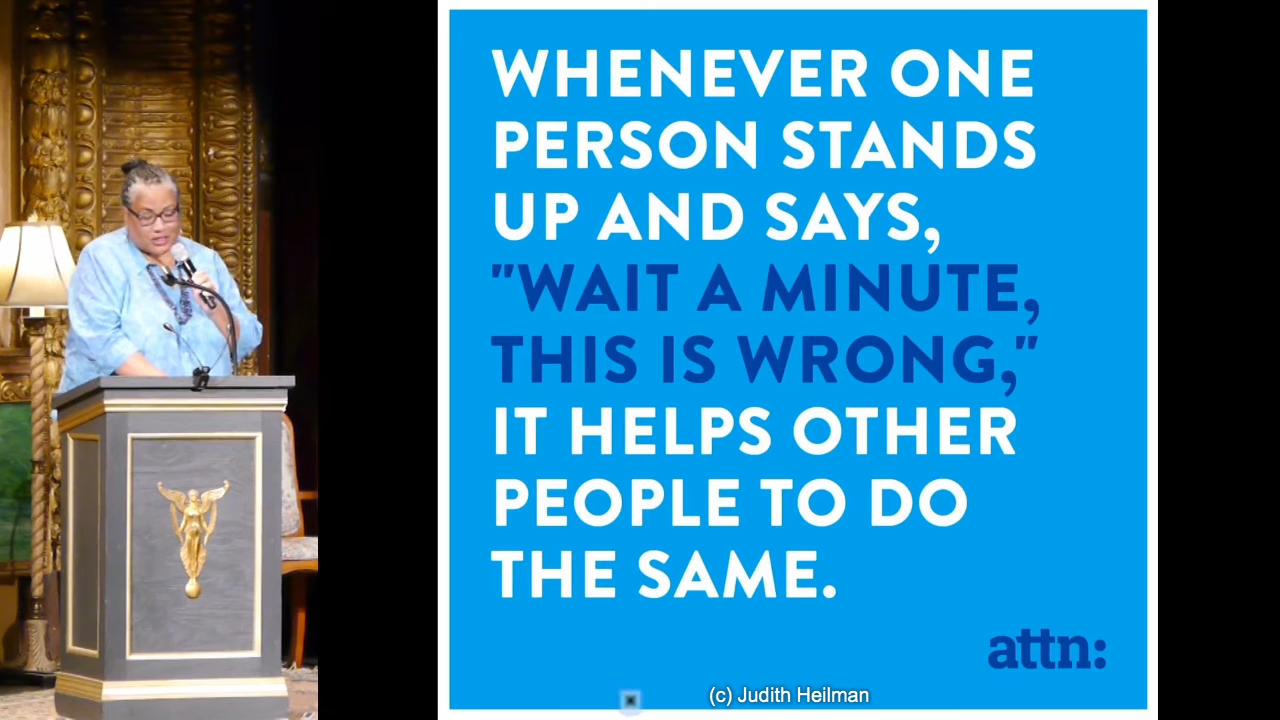 WHENEVER ONE
PERSON STANDS
UP AND SAYS,
"WAIT A MINUTE,
THIS IS WRONG,"
IT HELPS OTHER
PEOPLE TO DO
THE SAME.
attn:
(c) Judith Heilman